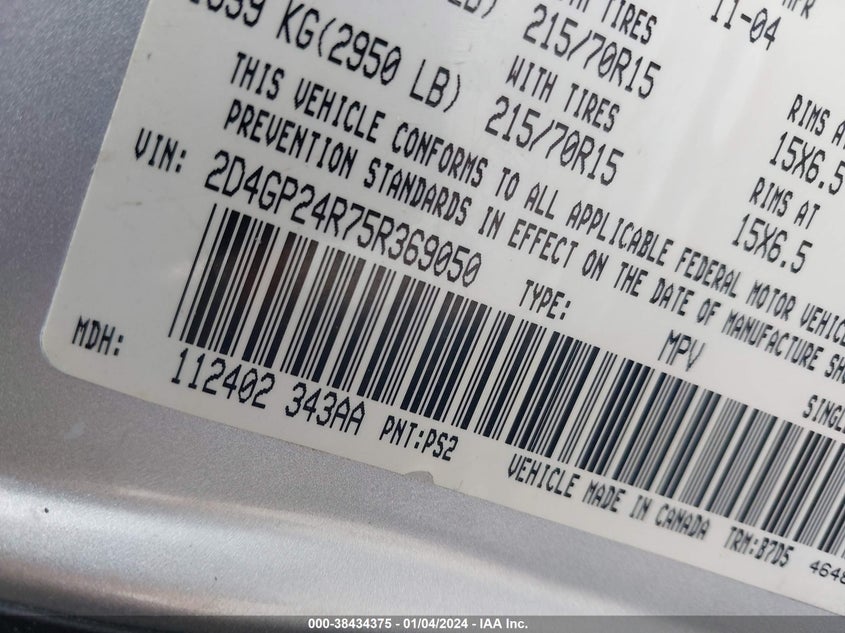 KG(2950 LB)
TIRES
215/70R15
WITH TIRES
215/70R15
11-04
MFR
RIMS AT
15X6.5
RIMS AT
15X6.5
THIS VEHICLE CONFORMS TO ALL APPLICABLE FEDERAL MOTOR
PREVENTION STANDARDS IN EFFECT ON THE DATE OF MANUFACTURE
VIN: 2D4GP24R75R369050
TYPE: MPV
MDH: 112402 343AA
PNT:PS2
VEHICLE MADE IN CANADA
TRM:B7D5
000-38434375 - 01/04/2024 - IAA Inc.